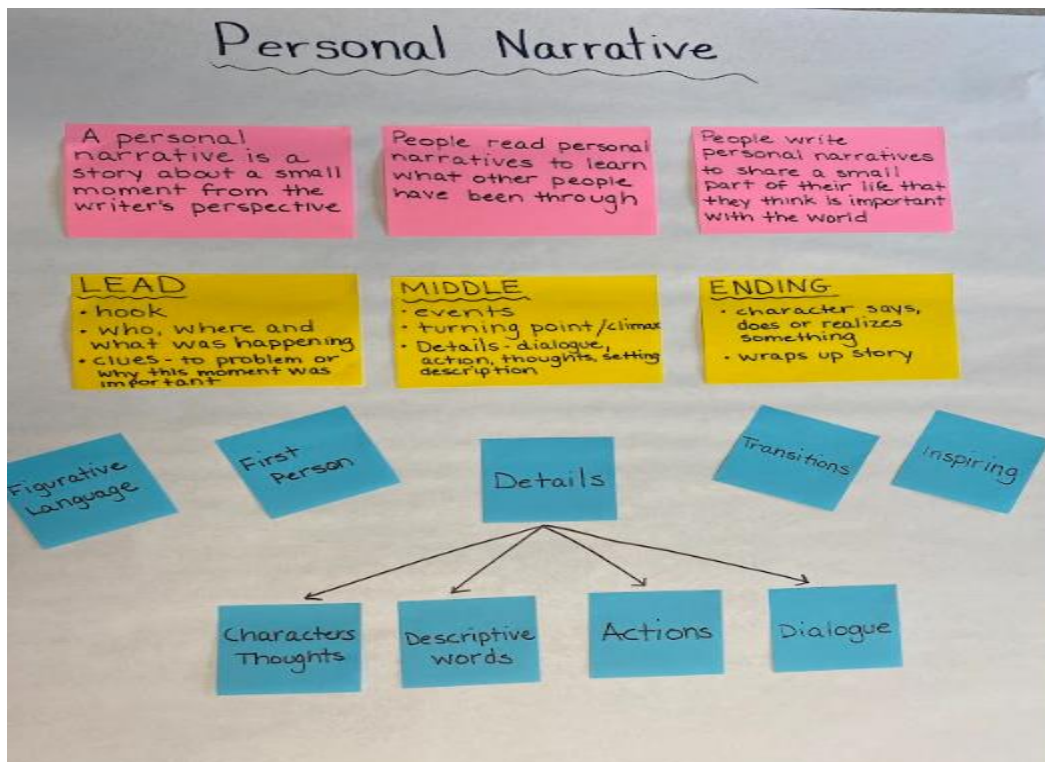 Personal Narrative
A personal
narrative is a
story about a small
moment from the
writer's perspective
People read personal
narratives to learn
what other people
have been through
People write
personal narratives
to share a small
part of their life that
they think is important
with the world
LEAD
• hook
• who, where and
what was happening
• clues - to problem or
why this moment was
important
MIDDLE
• events
• turning point/climax
• Details - dialogue,
action, thoughts, setting
description
ENDING
• character says,
does or realizes
something
• wraps up story
Figurative
Language
First
Person
Details
Transitions
Inspiring
Characters
Thoughts
Descriptive
words
Actions
Dialogue